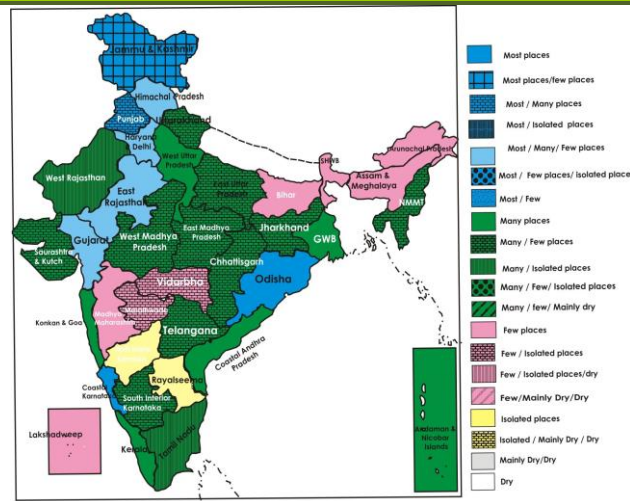 Jammu & Kashmir
Himachal Pradesh
Punjab
Uttarakhand
Haryana
& Delhi
West Uttar
Pradesh
West Rajasthan
East
Rajasthan
East Uttar
Pradesh
Bihar
SHWB
Arunachal Pradesh
Assam &
Meghalaya
NMMT
Gujarat
Saurashtra
& Kutch
West Madhya
Pradesh
East Madhya
Pradesh
Jharkhand
GWB
Chhattisgarh
Odisha
Vidarbha
Madhya
Maharashtra
Marathwada
Telangana
Konkan & Goa
Coastal Andhra
Pradesh
Rayalseema
Coastal
Karnataka
South Interior
Karnataka
Kerala
Tamil Nadu
Lakshadweep
Andaman &
Nicobar
Islands
Most places
Most places/few places
Most / Many places
Most / Isolated places
Most / Many/ Few places
Most / Few places/ isolated place
Most / Few
Many places
Many / Few places
Many / Isolated places
Many / Few/ Isolated places
Many / few/ Mainly dry
Few places
Few / Isolated places
Few / Isolated places/dry
Few/Mainly Dry/Dry
Isolated places
Isolated / Mainly Dry / Dry
Mainly Dry/Dry
Dry